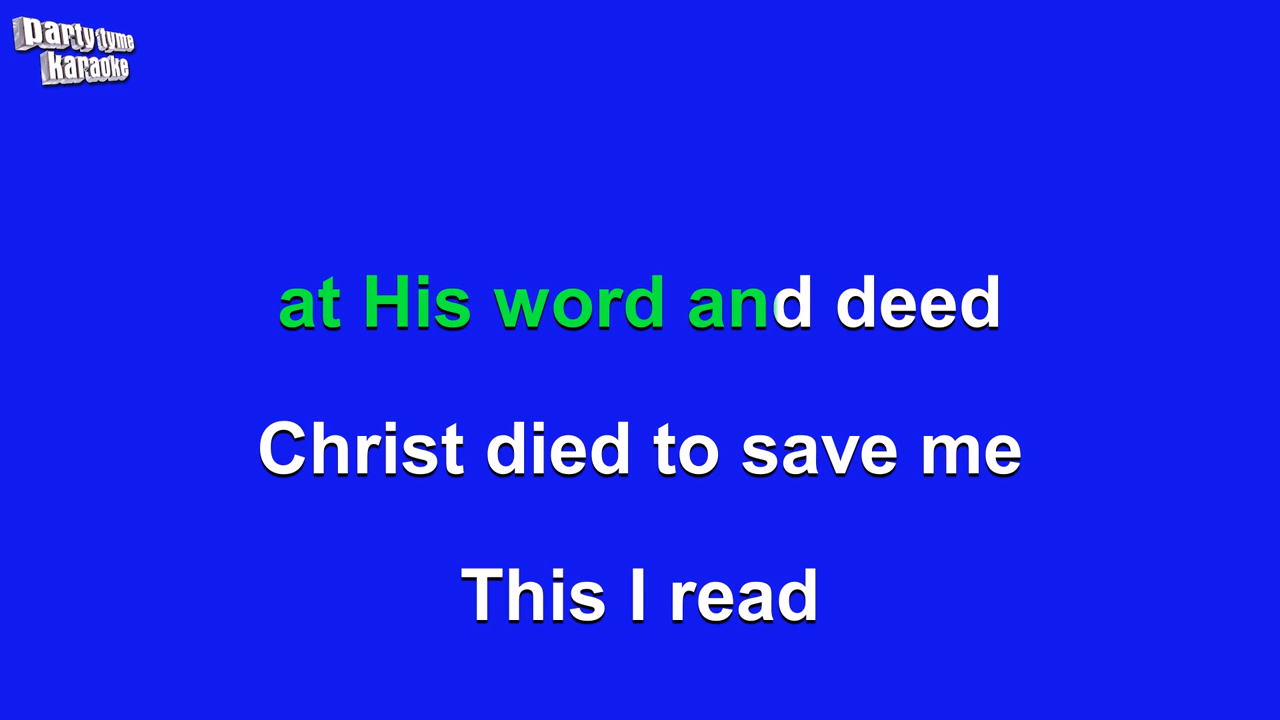 party tyme
karaoke
at His word and deed
Christ died to save me
This I read